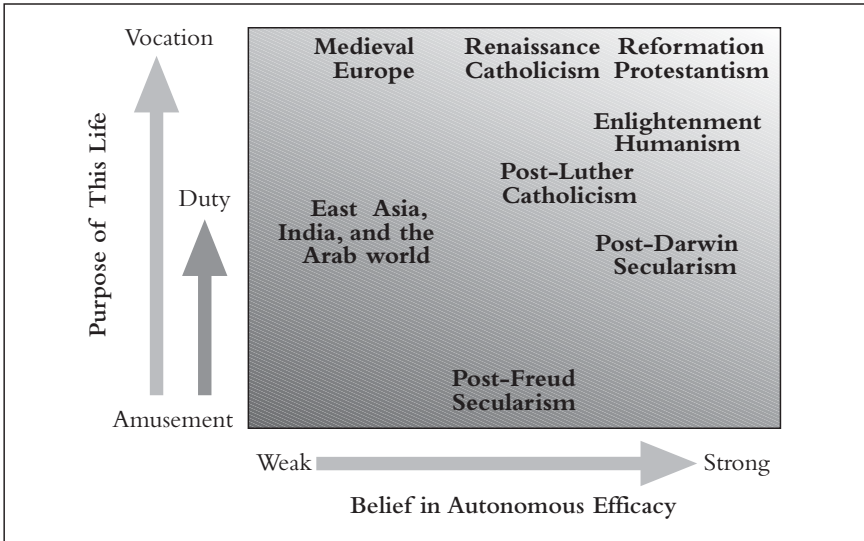 Vocation
Purpose of This Life
Duty
Amusement
Medieval
Europe
Renaissance
Catholicism
Reformation
Protestantism
Enlightenment
Humanism
Post-Luther
Catholicism
East Asia,
India, and the
Arab world
Post-Darwin
Secularism
Post-Freud
Secularism
Weak
Strong
Belief in Autonomous Efficacy